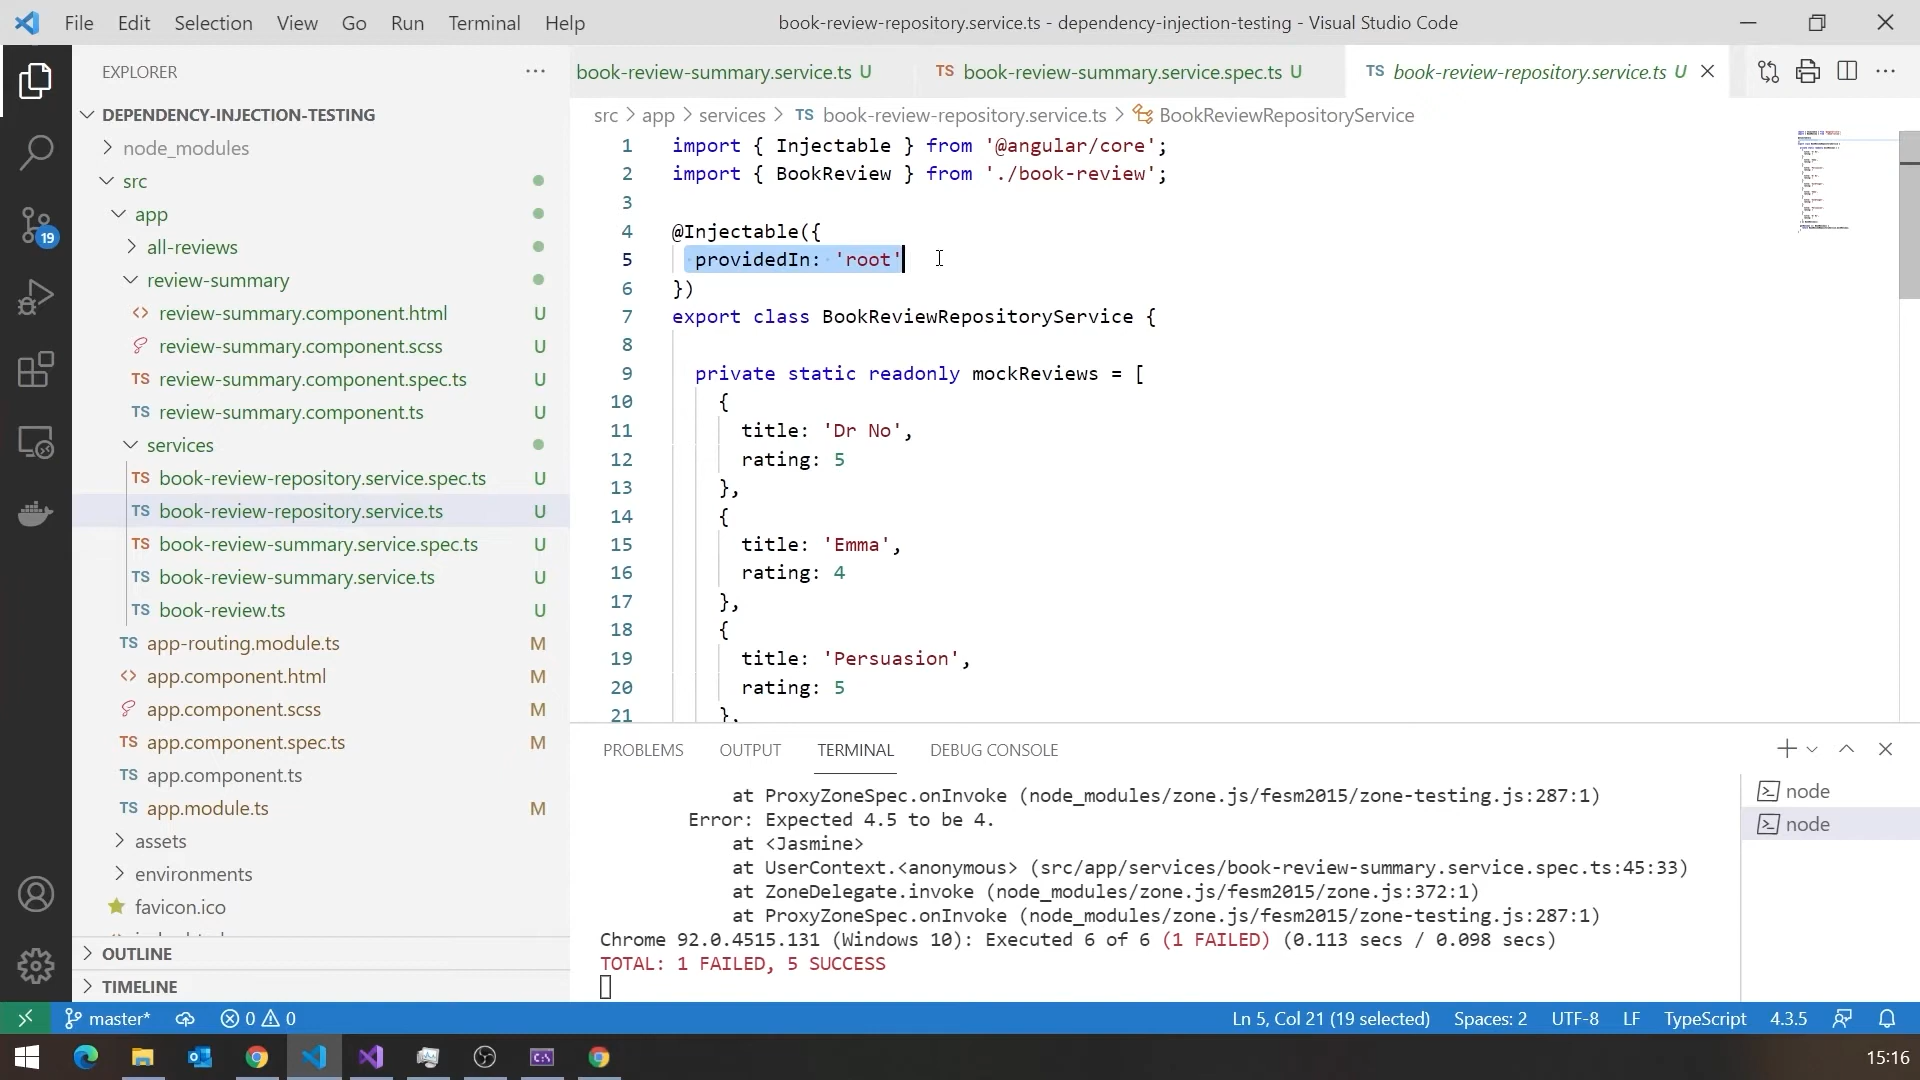 File Edit Selection View Go Run Terminal Help
book-review-repository.service.ts - dependency-injection-testing - Visual Studio Code
EXPLORER
DEPENDENCY-INJECTION-TESTING
node_modules
src
app
all-reviews
review-summary
review-summary.component.html U
review-summary.component.scss U
TS review-summary.component.spec.ts U
TS review-summary.component.ts U
services
TS book-review-repository.service.spec.ts U
TS book-review-repository.service.ts U
TS book-review-summary.service.spec.ts U
TS book-review-summary.service.ts U
TS book-review.ts U
TS app-routing.module.ts M
app.component.html M
app.component.scss M
TS app.component.spec.ts M
TS app.component.ts
TS app.module.ts M
assets
environments
favicon.ico
OUTLINE
TIMELINE
19
book-review-summary.service.ts U
TS book-review-summary.service.spec.ts U
TS book-review-repository.service.ts U
src > app > services > TS book-review-repository.service.ts > BookReviewRepositoryService
1 import { Injectable } from '@angular/core';
2 import { BookReview } from './book-review';
3
4 @Injectable({
5 providedIn: 'root'
6 })
7 export class BookReviewRepositoryService {
8
9 private static readonly mockReviews = [
10 {
11 title: 'Dr No',
12 rating: 5
13 },
14 {
15 title: 'Emma',
16 rating: 4
17 },
18 {
19 title: 'Persuasion',
20 rating: 5
21 },
PROBLEMS OUTPUT TERMINAL DEBUG CONSOLE
at ProxyZoneSpec.onInvoke (node_modules/zone.js/fesm2015/zone-testing.js:287:1)
Error: Expected 4.5 to be 4.
at <Jasmine>
at UserContext.<anonymous> (src/app/services/book-review-summary.service.spec.ts:45:33)
at ZoneDelegate.invoke (node_modules/zone.js/fesm2015/zone.js:372:1)
at ProxyZoneSpec.onInvoke (node_modules/zone.js/fesm2015/zone-testing.js:287:1)
Chrome 92.0.4515.131 (Windows 10): Executed 6 of 6 (1 FAILED) (0.113 secs / 0.098 secs)
TOTAL: 1 FAILED, 5 SUCCESS
node
node
master* 0 0
Ln 5, Col 21 (19 selected) Spaces: 2 UTF-8 LF TypeScript 4.3.5
15:16